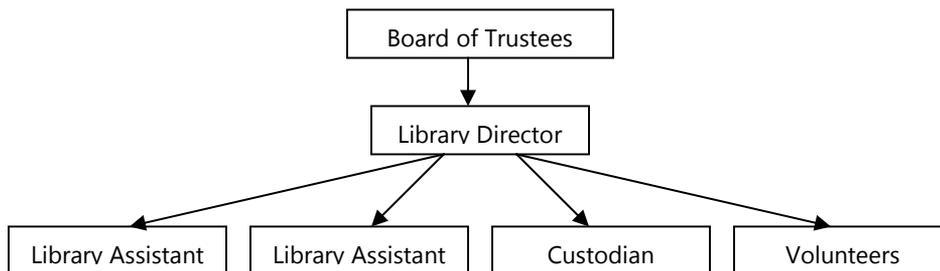 Board of Trustees
Library Director
Library Assistant
Library Assistant
Custodian
Volunteers